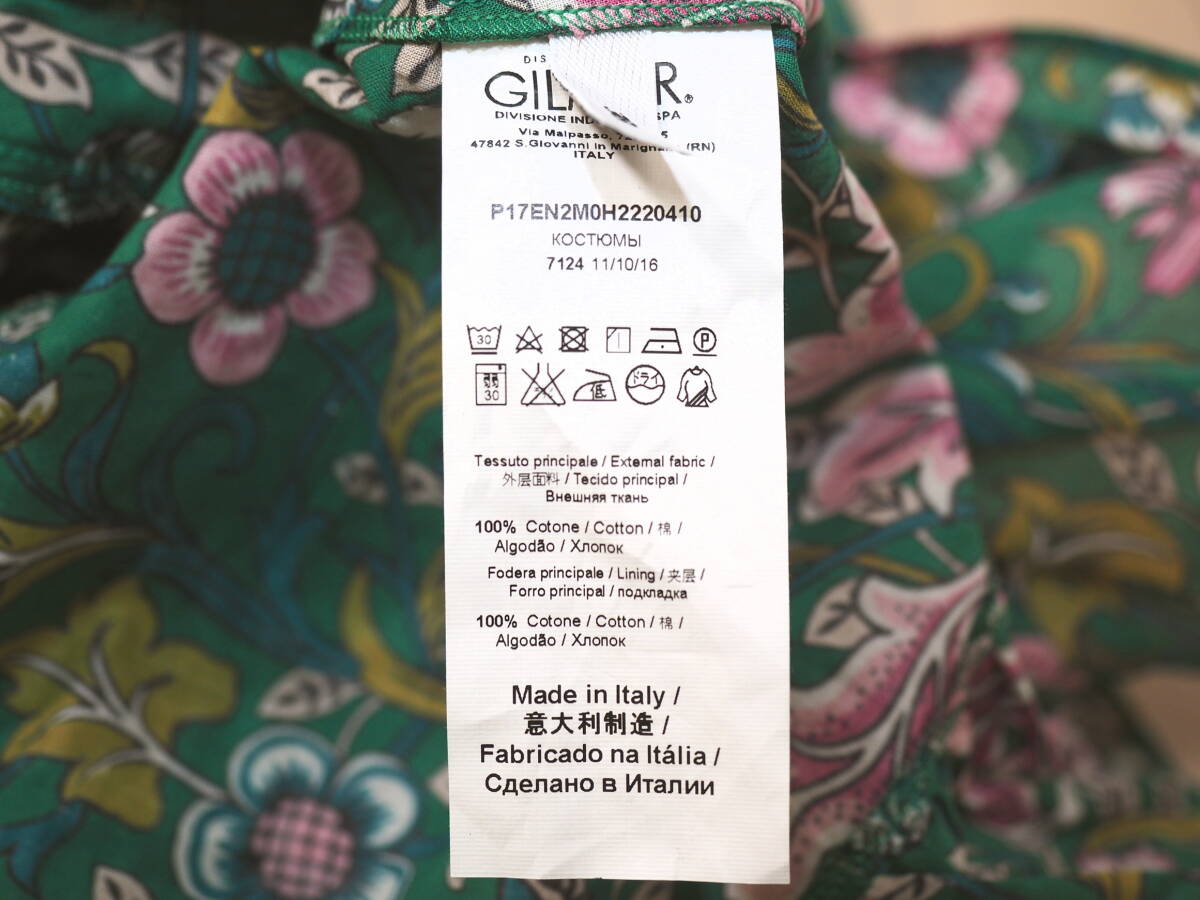 GIL R®
DIVISIONE IND SPA
Via Malpasso, 5
47842 S.Giovanni in (RN)
ITALY
P17EN2M0H2220410
КОСТЮМЫ
7124 11/10/16
30 P
30 ドライ
Tessuto principale / External fabric /
外层面料 / Tecido principal /
Внешняя ткань
100% Cotone / Cotton / 棉 /
Algodão / Хлопок
Fodera principale / Lining / 夹层 /
Forro principal / подкладка
100% Cotone / Cotton / 棉 /
Algodão / Хлопок
Made in Italy /
意大利制造 /
Fabricado na Itália /
Сделано в Италии